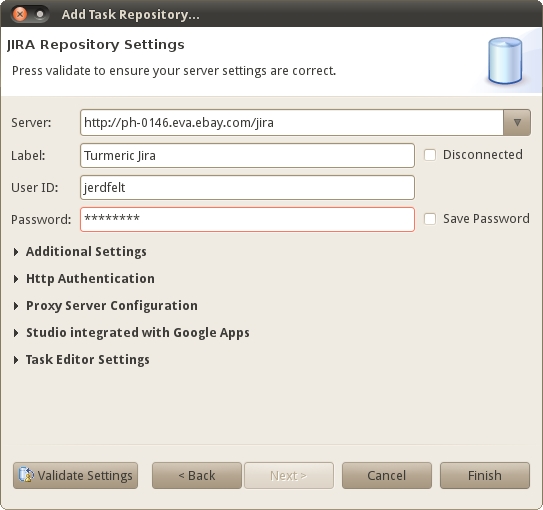 Add Task Repository...
JIRA Repository Settings
Press validate to ensure your server settings are correct.
Server: http://ph-0146.eva.ebay.com/jira
Label: Turmeric Jira Disconnected
User ID: jerdfelt
Password: ******** Save Password
Additional Settings
Http Authentication
Proxy Server Configuration
Studio integrated with Google Apps
Task Editor Settings
Validate Settings < Back Next > Cancel Finish